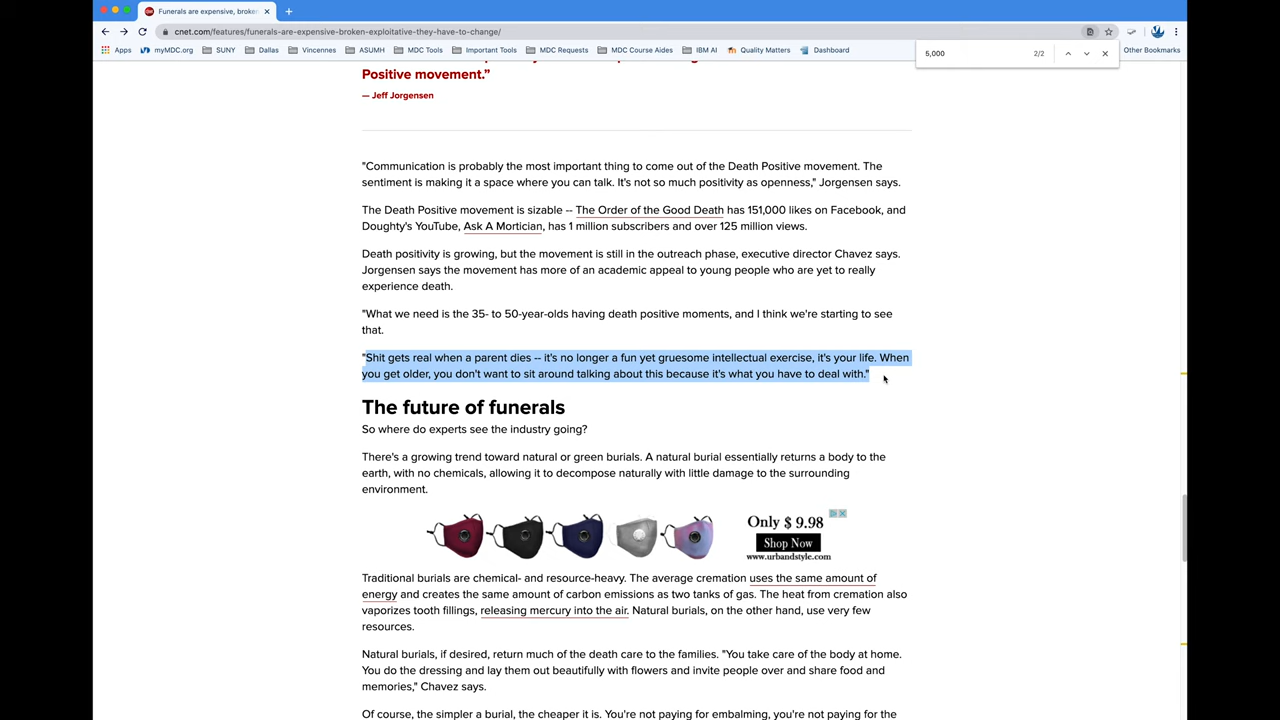 Funerals are expensive, broken
cnet.com/features/funerals-are-expensive-broken-exploitative-they-have-to-change/
Apps myMDC.org SUNY Dallas Vincennes ASUMH MDC Tools Important Tools MDC Requests MDC Course Aides IBM AI Quality Matters Dashboard Other Bookmarks
5,000 2/2
Positive movement."
— Jeff Jorgensen
"Communication is probably the most important thing to come out of the Death Positive movement. The
sentiment is making it a space where you can talk. It's not so much positivity as openness," Jorgensen says.
The Death Positive movement is sizable -- The Order of the Good Death has 151,000 likes on Facebook, and
Doughty's YouTube, Ask A Mortician, has 1 million subscribers and over 125 million views.
Death positivity is growing, but the movement is still in the outreach phase, executive director Chavez says.
Jorgensen says the movement has more of an academic appeal to young people who are yet to really
experience death.
"What we need is the 35- to 50-year-olds having death positive moments, and I think we're starting to see
that.
"Shit gets real when a parent dies -- it's no longer a fun yet gruesome intellectual exercise, it's your life. When
you get older, you don't want to sit around talking about this because it's what you have to deal with."
The future of funerals
So where do experts see the industry going?
There's a growing trend toward natural or green burials. A natural burial essentially returns a body to the
earth, with no chemicals, allowing it to decompose naturally with little damage to the surrounding
environment.
Only $ 9.98
Shop Now
www.urbandstyle.com
Traditional burials are chemical- and resource-heavy. The average cremation uses the same amount of
energy and creates the same amount of carbon emissions as two tanks of gas. The heat from cremation also
vaporizes tooth fillings, releasing mercury into the air. Natural burials, on the other hand, use very few
resources.
Natural burials, if desired, return much of the death care to the families. "You take care of the body at home.
You do the dressing and lay them out beautifully with flowers and invite people over and share food and
memories," Chavez says.
Of course, the simpler a burial, the cheaper it is. You're not paying for embalming, you're not paying for the